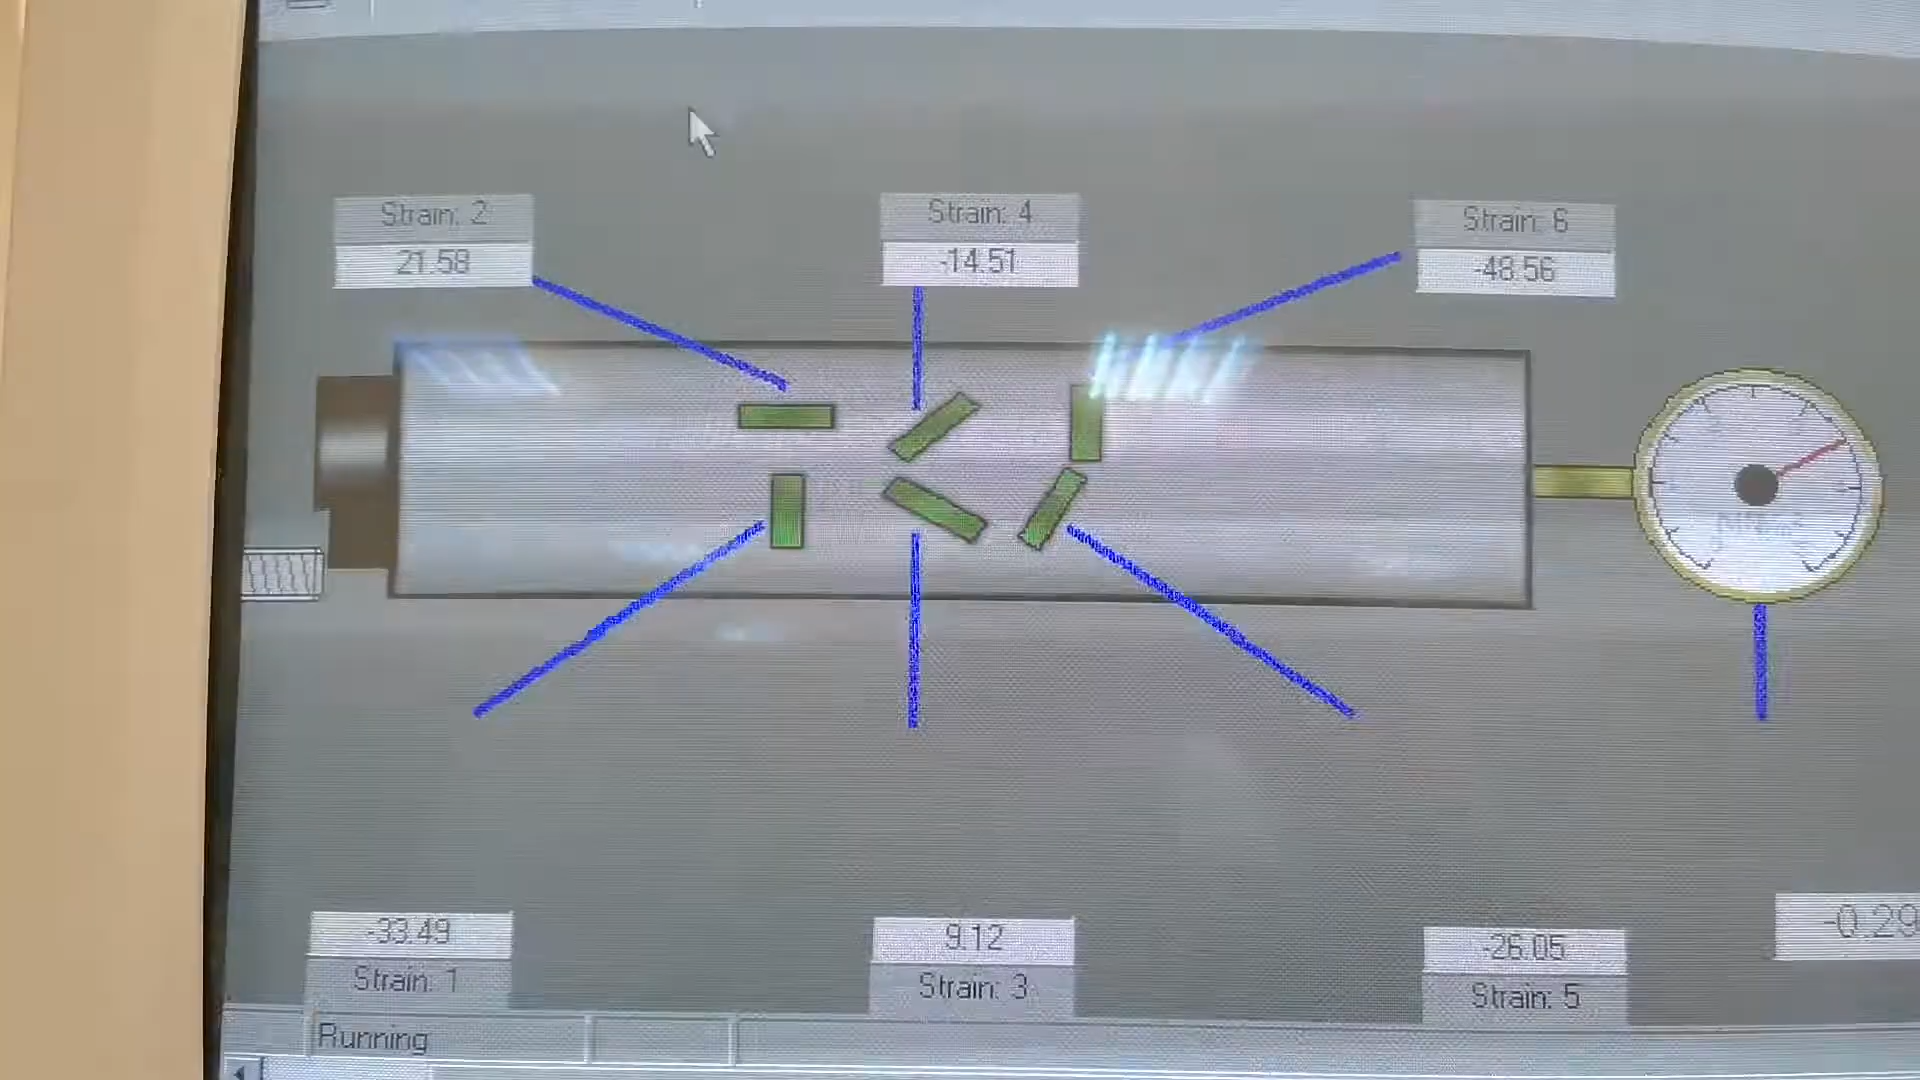 Strain: 2
21.58
Strain: 4
-14.51
Strain: 6
-48.56
-33.49
Strain: 1
9.12
Strain: 3
-26.05
Strain: 5
-0.29
Running